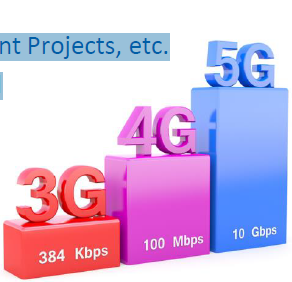 nt Projects, etc.
5G
4G
3G
384 Kbps
100 Mbps
10 Gbps